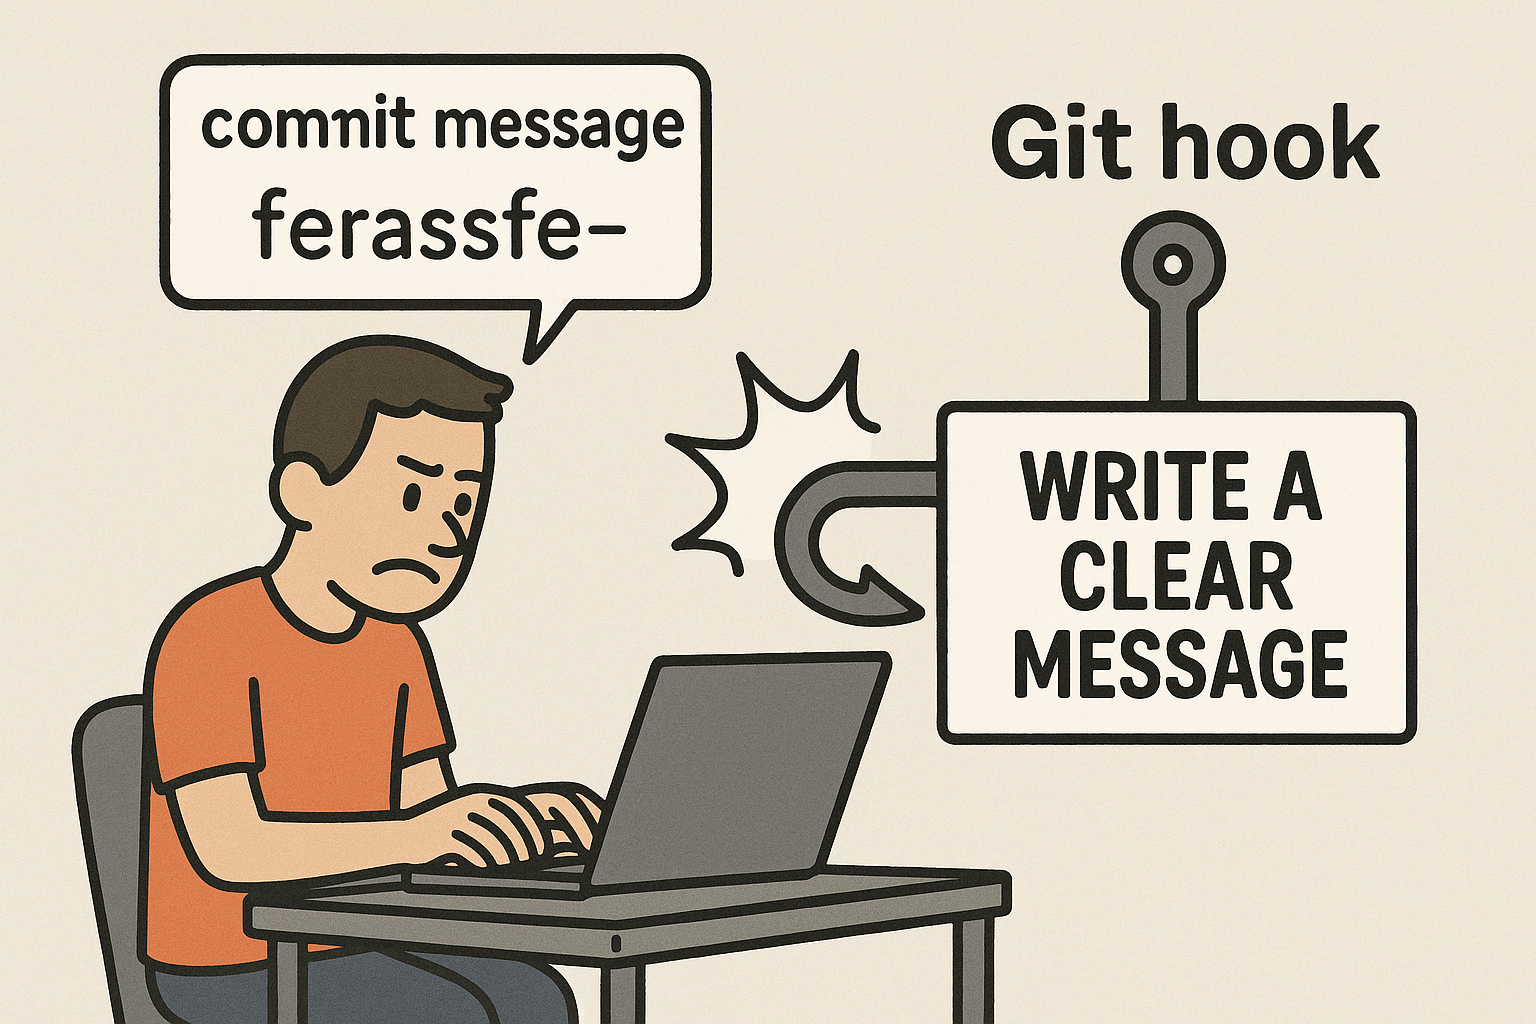 commit message
ferassfe-
Git hook
WRITE A
CLEAR
MESSAGE